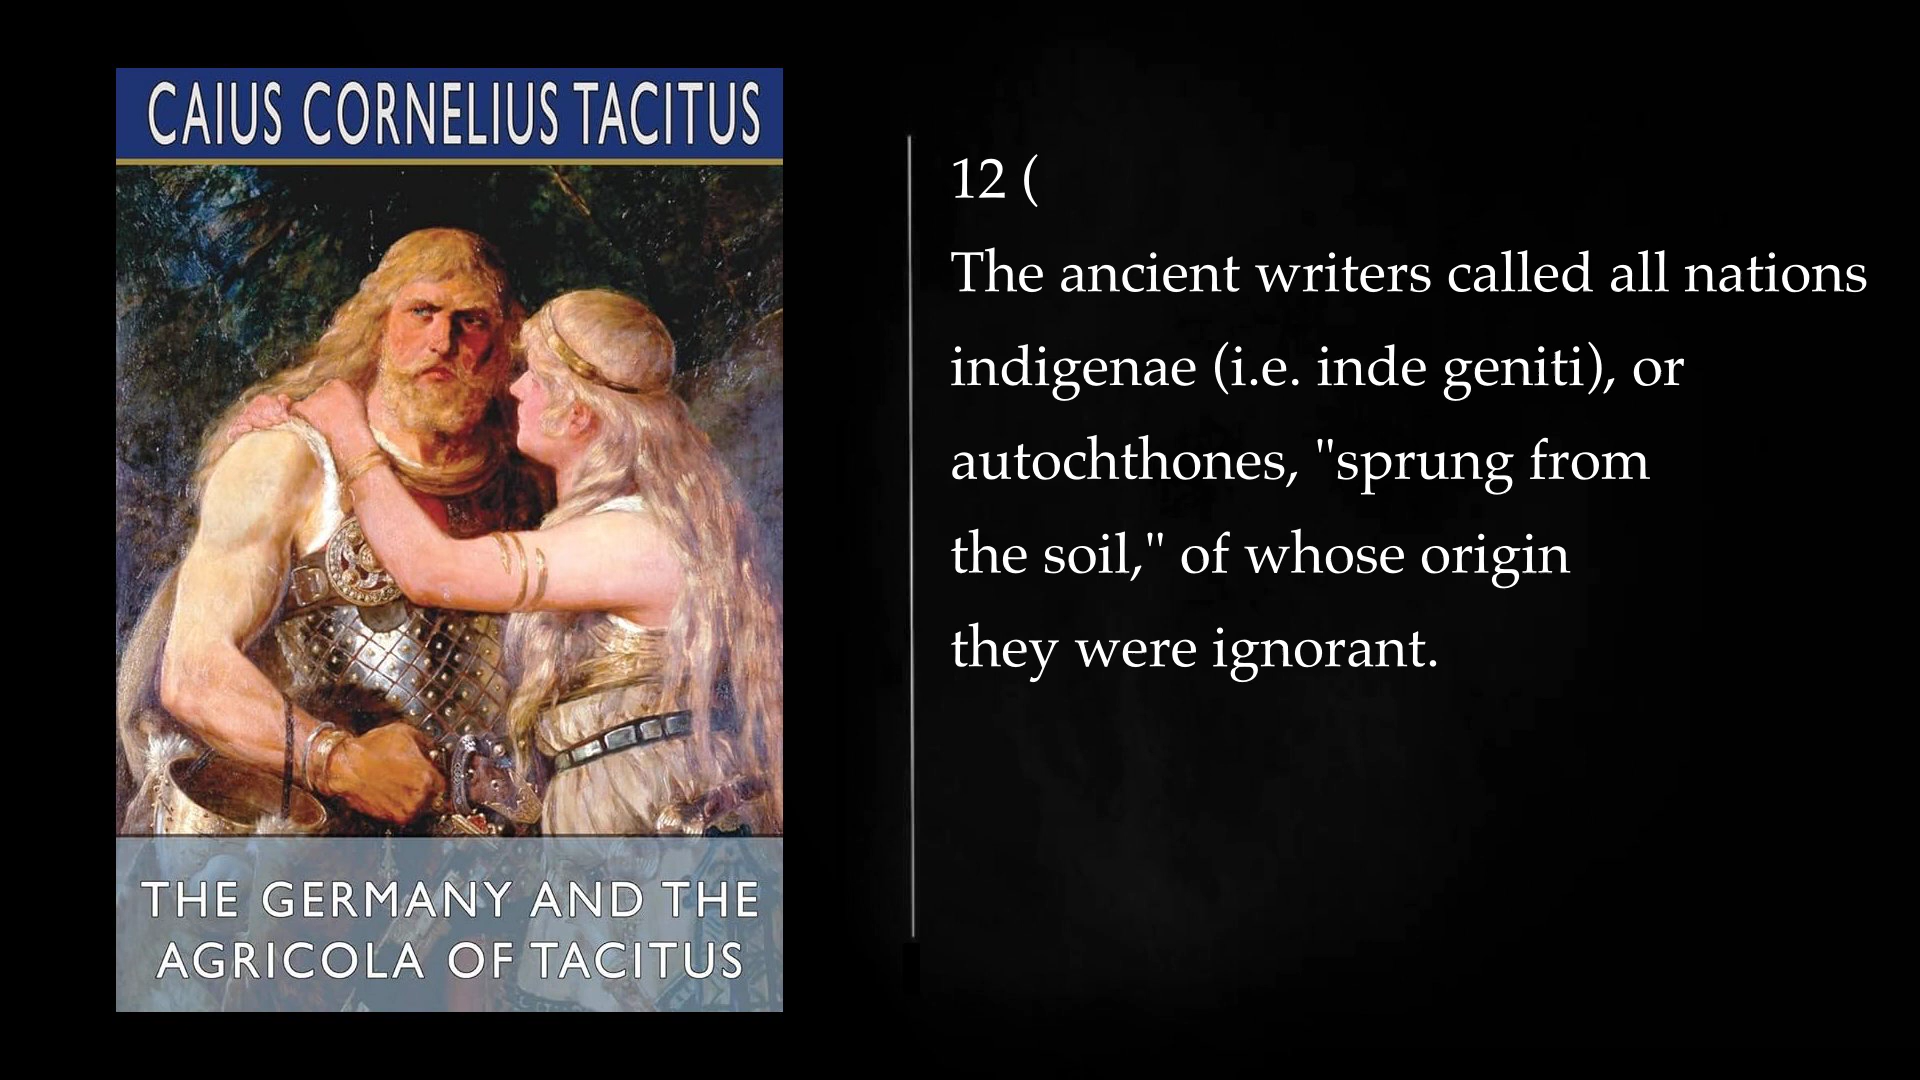 CAIUS CORNELIUS TACITUS
THE GERMANY AND THE
AGRICOLA OF TACITUS
12 (
The ancient writers called all nations
indigenae (i.e. inde geniti), or
autochthones, "sprung from
the soil," of whose origin
they were ignorant.